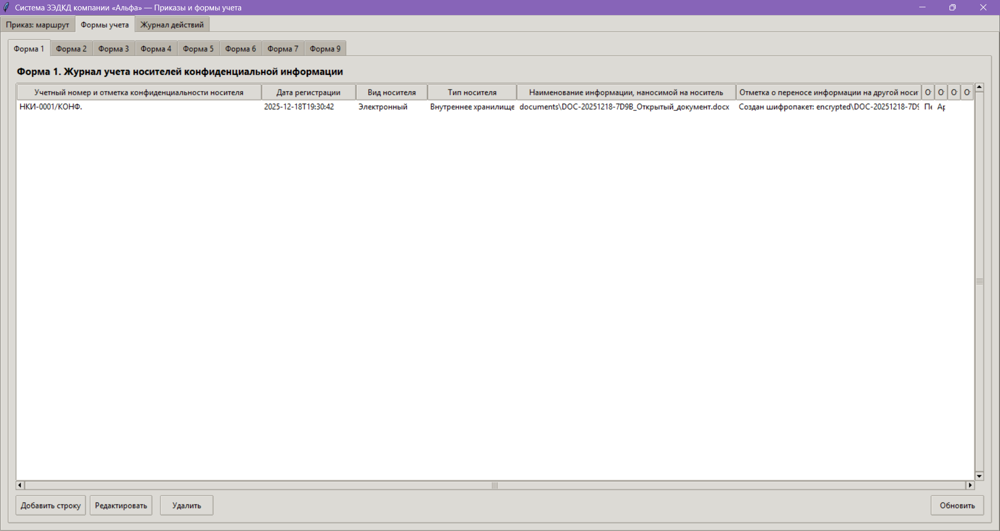 Система ЗЭДКД компании «Альфа» — Приказы и формы учета
Приказ: маршрут Формы учета Журнал действий
Форма 1 Форма 2 Форма 3 Форма 4 Форма 5 Форма 6 Форма 7 Форма 9
Форма 1. Журнал учета носителей конфиденциальной информации
Учетный номер и отметка конфиденциальности носителя Дата регистрации Вид носителя Тип носителя Наименование информации, наносимой на носитель Отметка о переносе информации на другой носи О О О О
НКИ-0001/КОНФ. 2025-12-18T19:30:42 Электронный Внутреннее хранилище documents\DOC-20251218-7D9B_Открытый_документ.docx Создан шифропакет: encrypted\DOC-20251218-7D9 Пе Ар
Добавить строку Редактировать Удалить Обновить